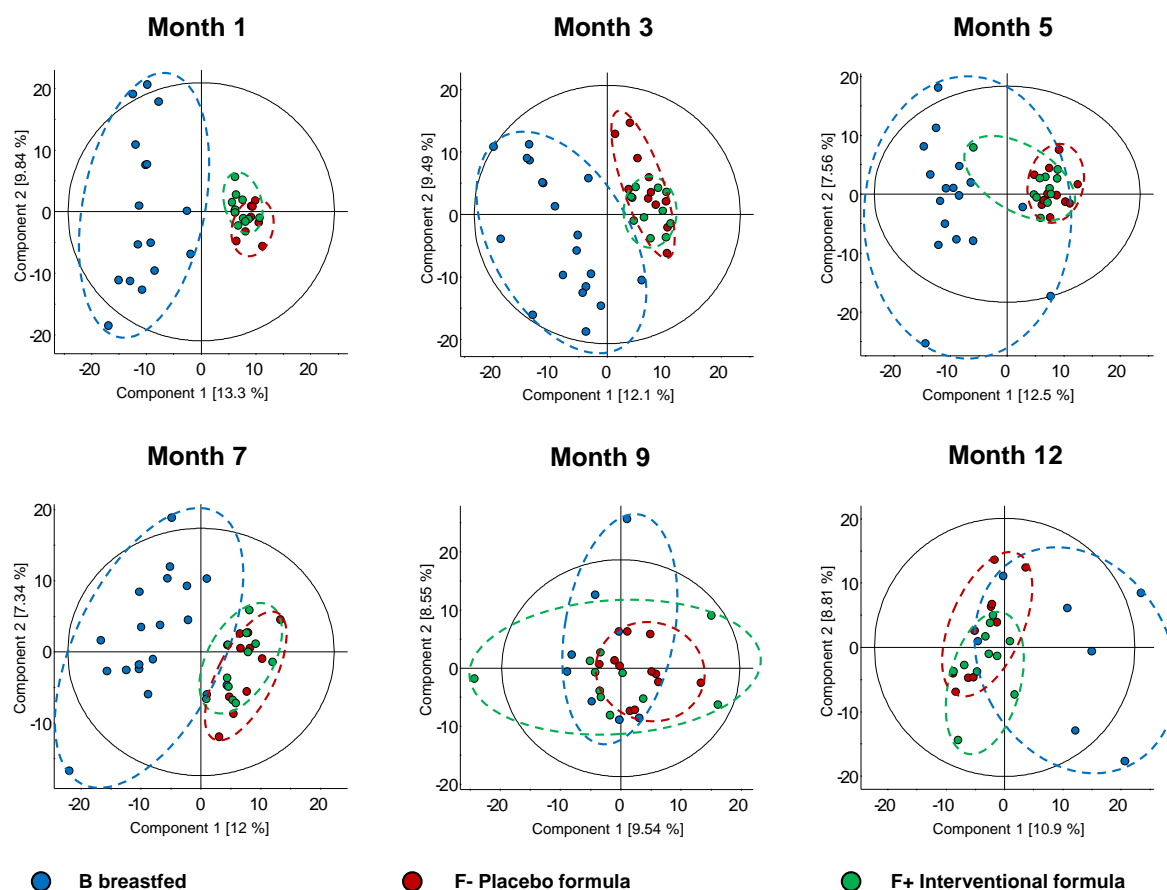 Month 1 Month 3 Month 5
20
10
0
-10
-20
Component 2 [9.84 %]
-20 -10 0 10 20
Component 1 [13.3 %]
20
10
0
-10
-20
Component 2 [9.49 %]
-20 -10 0 10 20
Component 1 [12.1 %]
20
10
0
-10
-20
Component 2 [7.56 %]
-20 -10 0 10 20
Component 1 [12.5 %]
Month 7 Month 9 Month 12
20
10
0
-10
Component 2 [7.34 %]
-20 -10 0 10 20
Component 1 [12 %]
20
10
0
-10
-20
Component 2 [8.55 %]
-20 -10 0 10 20
Component 1 [9.54 %]
20
10
0
-10
-20
Component 2 [8.81 %]
-20 -10 0 10 20
Component 1 [10.9 %]
B breastfed F- Placebo formula F+ Interventional formula